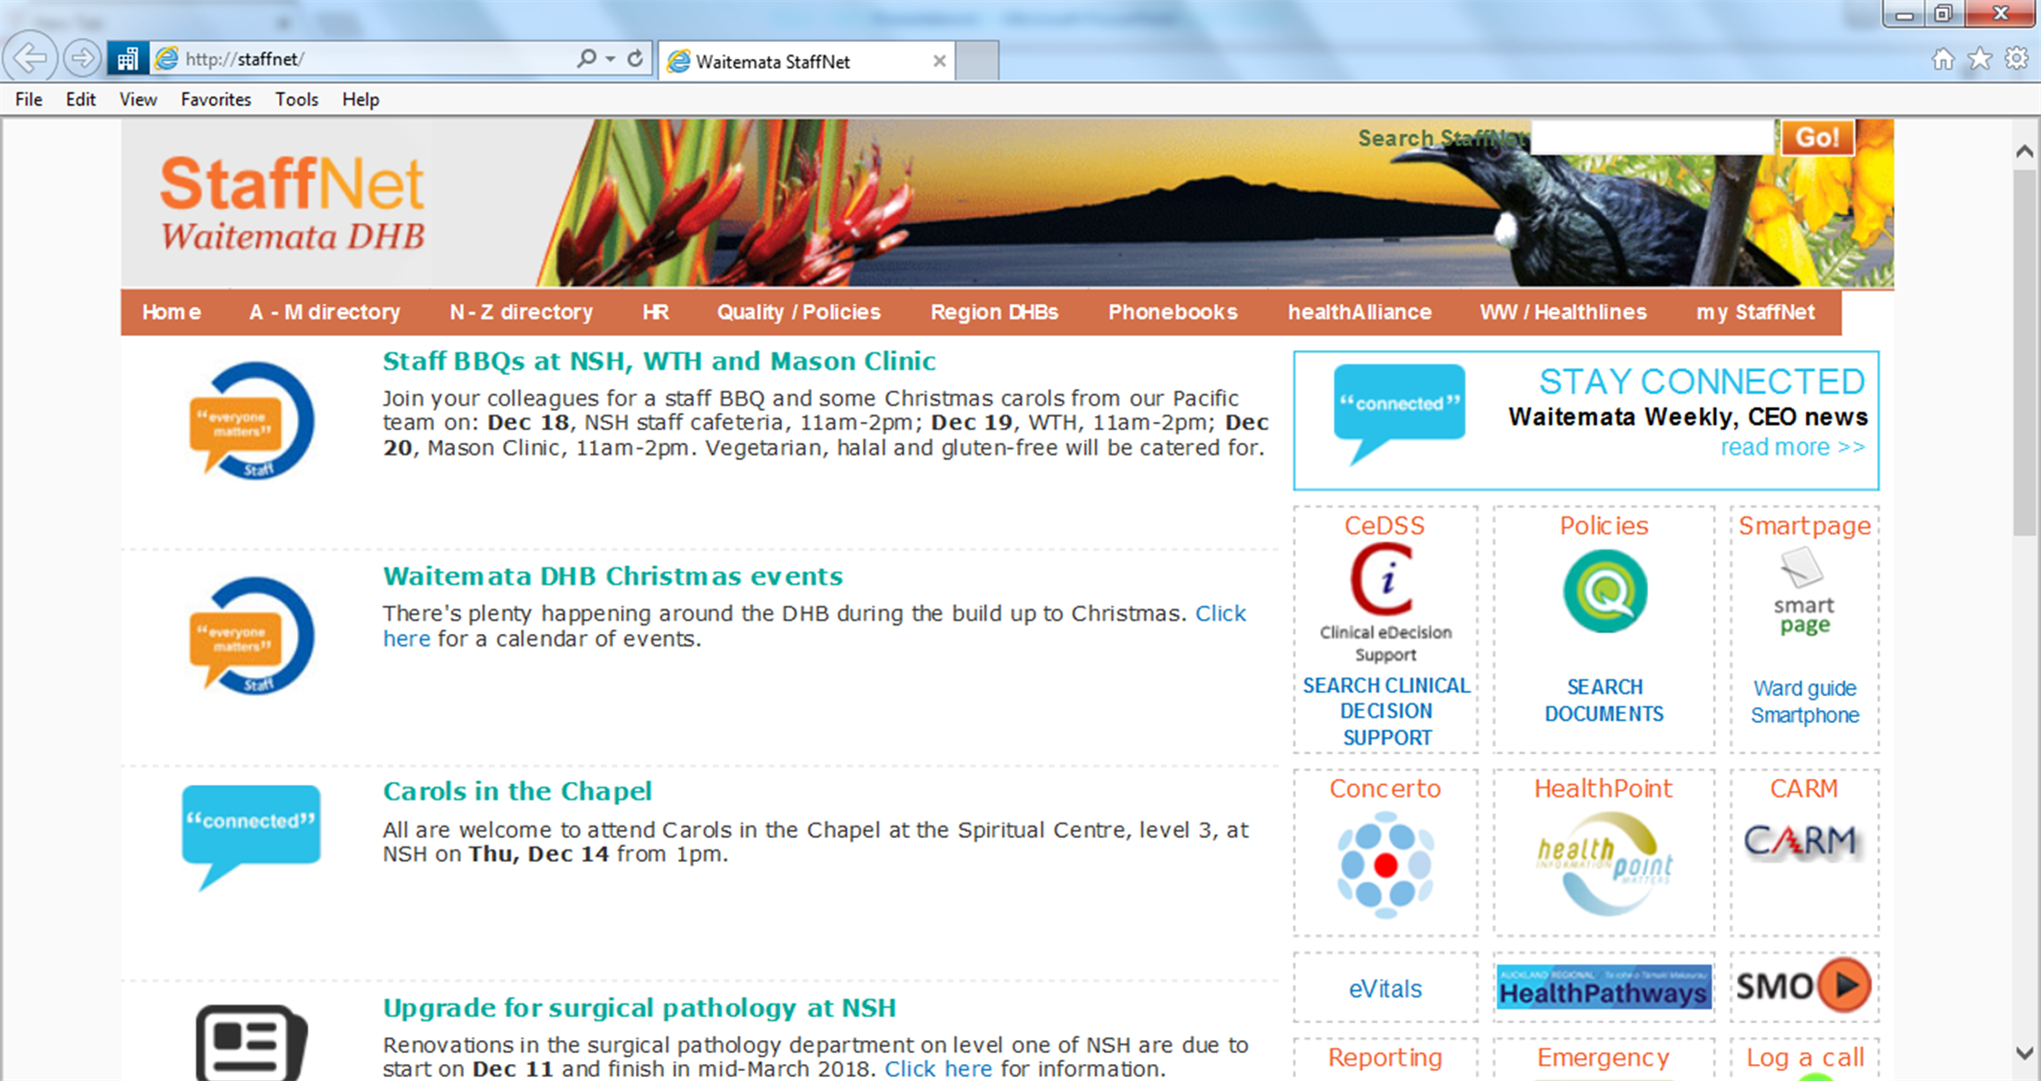 http://staffnet/
Waitemata StaffNet
File Edit View Favorites Tools Help
StaffNet
Waitemata DHB
Search StaffNet
Go!
Home A - M directory N - Z directory HR Quality / Policies Region DHBs Phonebooks healthAlliance WW / Healthlines my StaffNet
"everyone
matters"
Staff
Staff BBQs at NSH, WTH and Mason Clinic
Join your colleagues for a staff BBQ and some Christmas carols from our Pacific
team on: Dec 18, NSH staff cafeteria, 11am-2pm; Dec 19, WTH, 11am-2pm; Dec
20, Mason Clinic, 11am-2pm. Vegetarian, halal and gluten-free will be catered for.
"everyone
matters"
Staff
Waitemata DHB Christmas events
There's plenty happening around the DHB during the build up to Christmas. Click
here for a calendar of events.
"connected"
Carols in the Chapel
All are welcome to attend Carols in the Chapel at the Spiritual Centre, level 3, at
NSH on Thu, Dec 14 from 1pm.
Upgrade for surgical pathology at NSH
Renovations in the surgical pathology department on level one of NSH are due to
start on Dec 11 and finish in mid-March 2018. Click here for information.
"connected"
STAY CONNECTED
Waitemata Weekly, CEO news
read more >>
CeDSS
Ci
Clinical eDecision
Support
SEARCH CLINICAL
DECISION
SUPPORT
Policies
Q
SEARCH
DOCUMENTS
Smartpage
smart
page
Ward guide
Smartphone
Concerto
HealthPoint
health
INFORMATION
point
MATTERS
CARM
CARM
eVitals
AUCKLAND REGIONAL
HealthPathways
SMO
Reporting
Emergency
Log a call